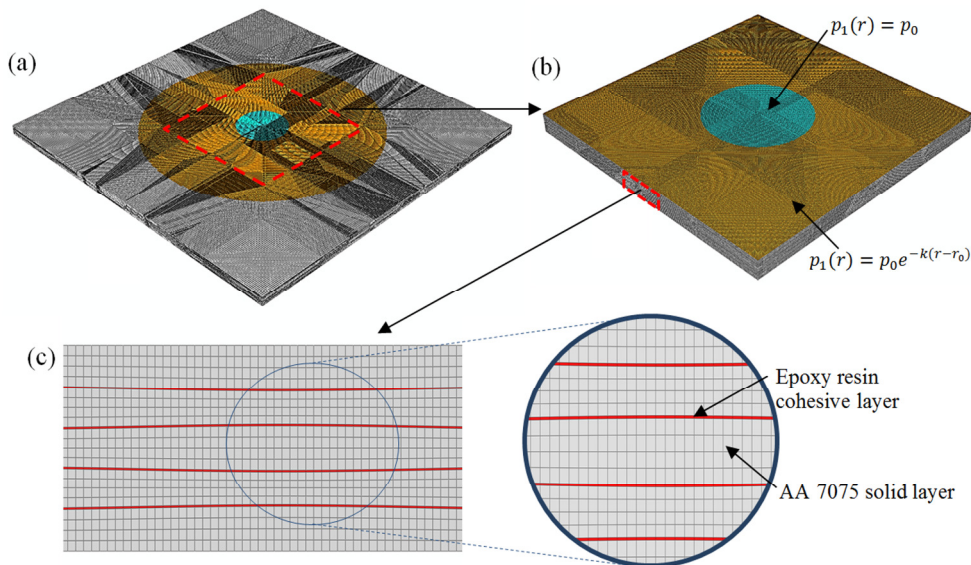 (a)
(b)
p₁(r) = p₀
p₁(r) = p₀e^{-k(r-r₀)}
(c)
Epoxy resin
cohesive layer
AA 7075 solid layer